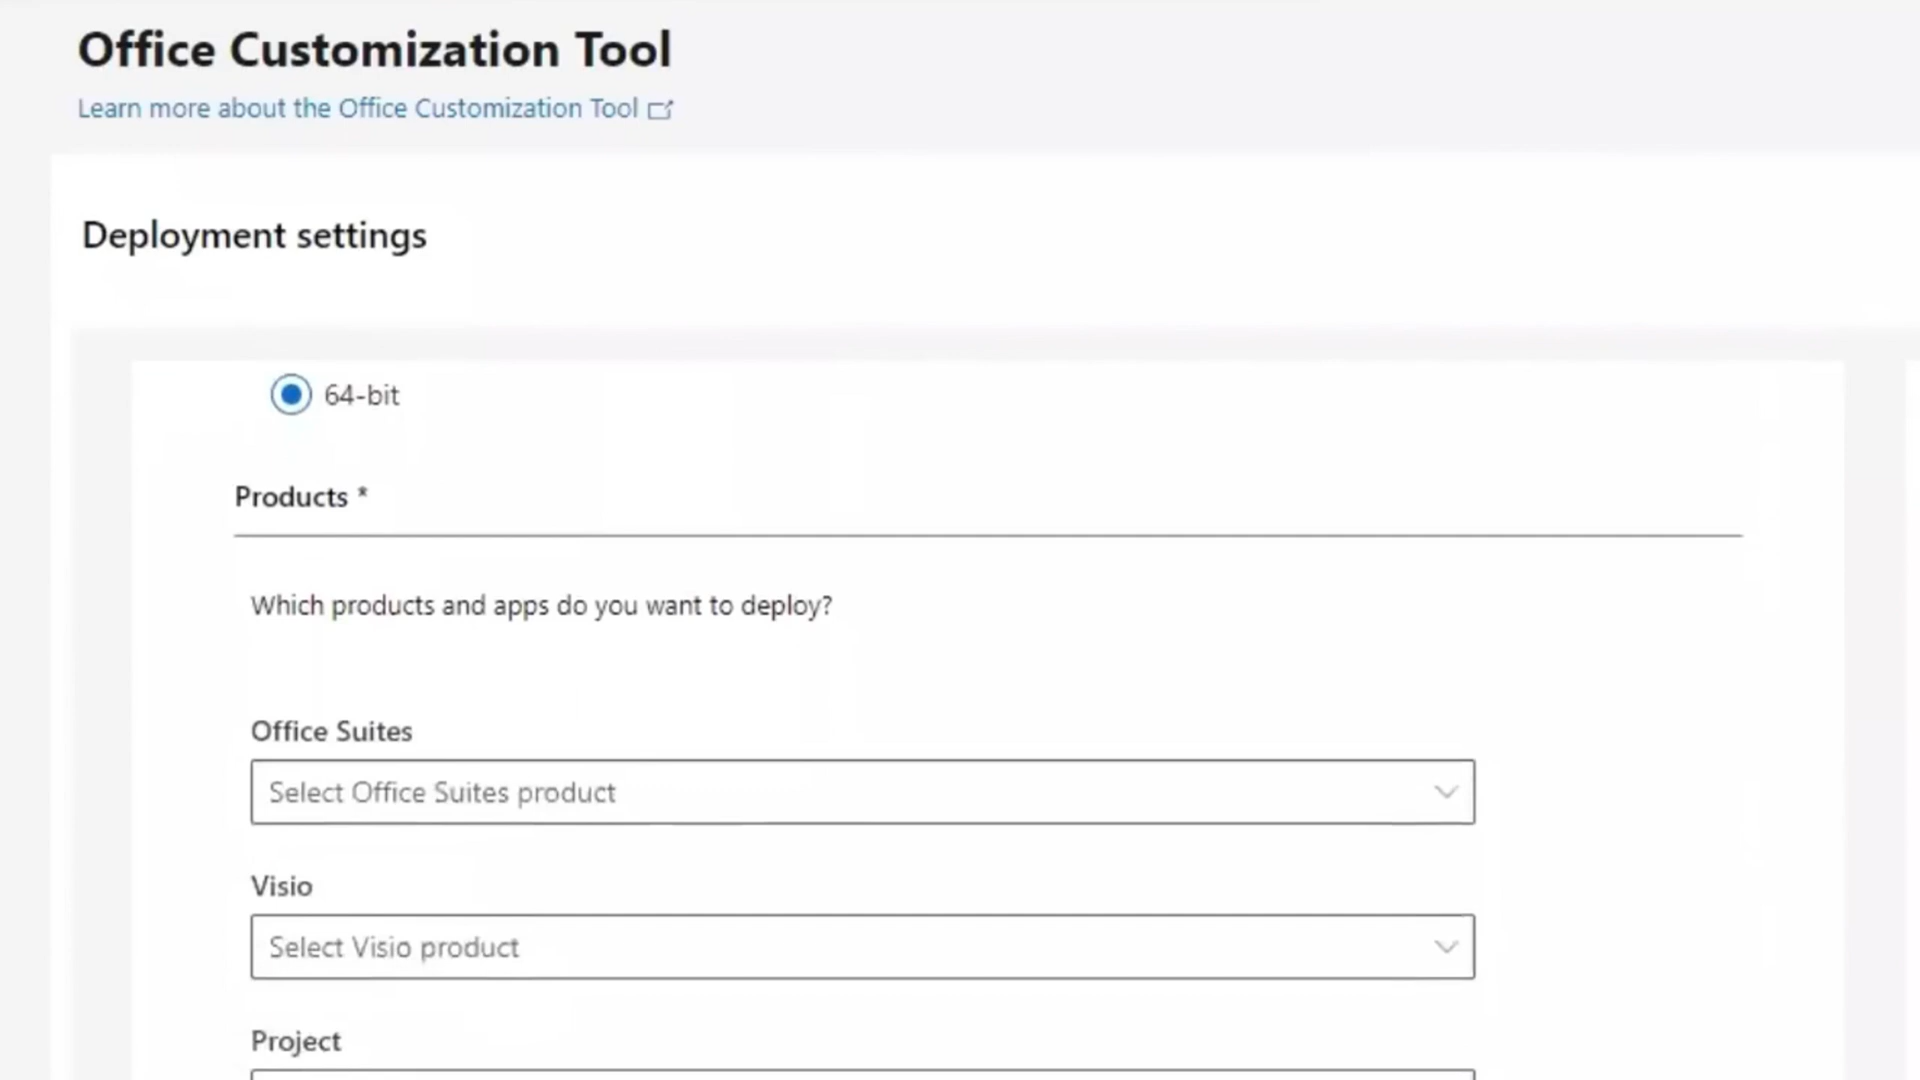 Office Customization Tool
Learn more about the Office Customization Tool
Deployment settings
64-bit
Products *
Which products and apps do you want to deploy?
Office Suites
Select Office Suites product
Visio
Select Visio product
Project